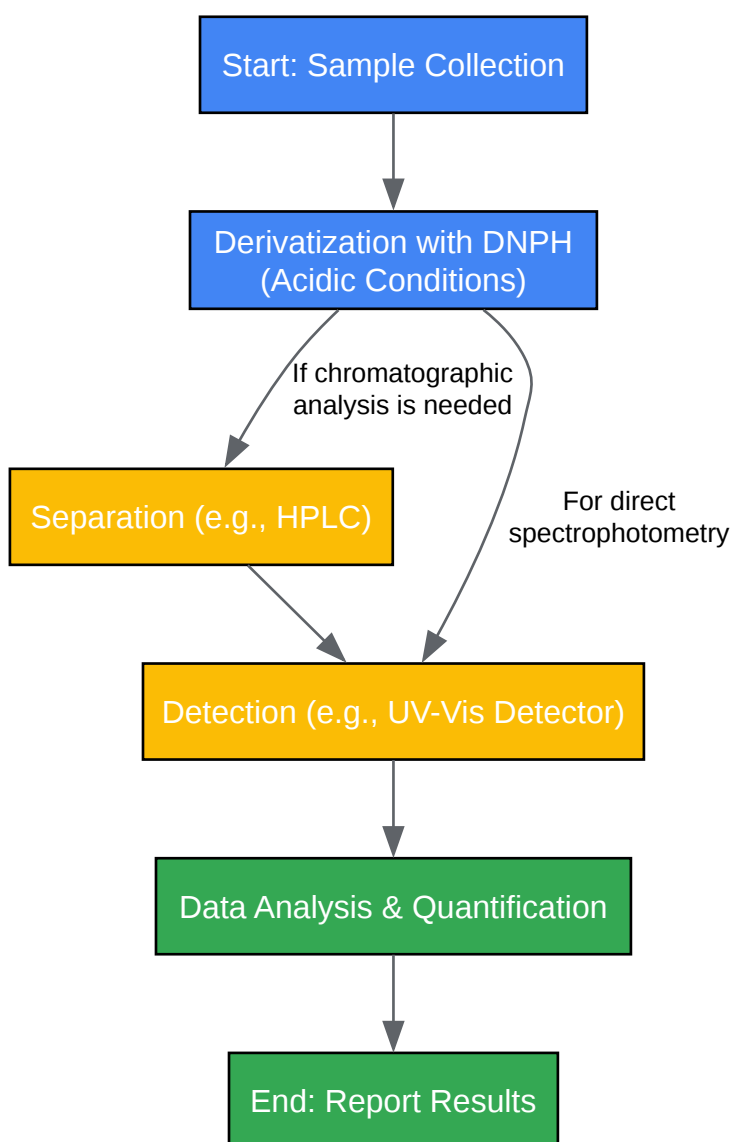 Start: Sample Collection
Derivatization with DNPH
(Acidic Conditions)
If chromatographic
analysis is needed
Separation (e.g., HPLC)
For direct
spectrophotometry
Detection (e.g., UV-Vis Detector)
Data Analysis & Quantification
End: Report Results